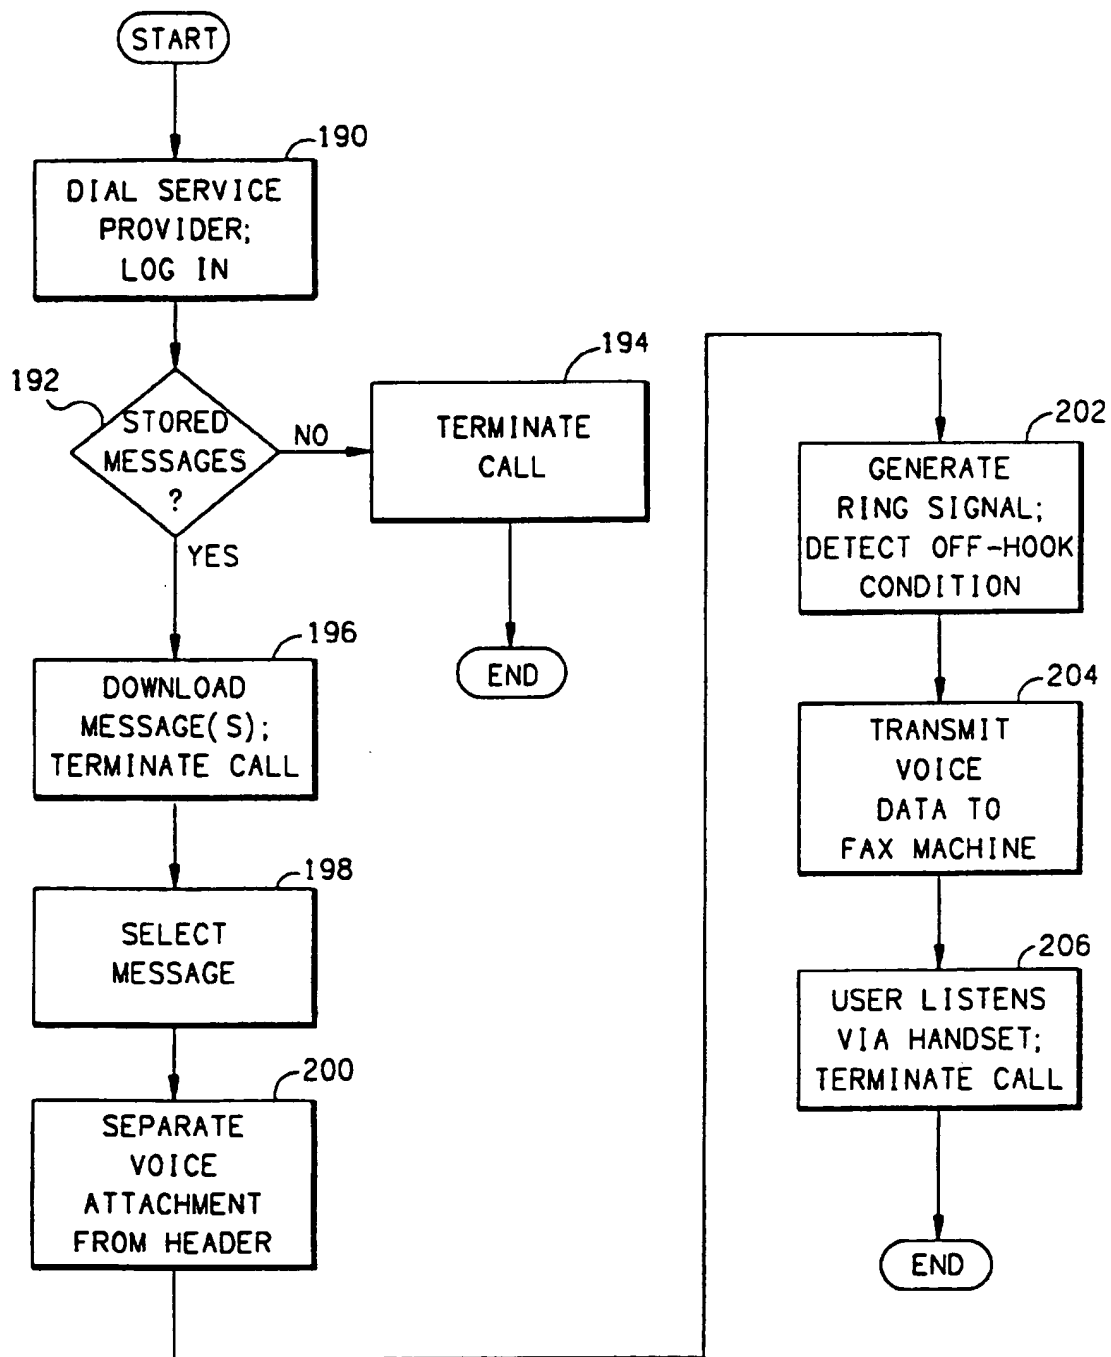 START
190
DIAL SERVICE
PROVIDER;
LOG IN
192
STORED
MESSAGES
?
NO
YES
194
TERMINATE
CALL
END
196
DOWNLOAD
MESSAGE(S);
TERMINATE CALL
198
SELECT
MESSAGE
200
SEPARATE
VOICE
ATTACHMENT
FROM HEADER
202
GENERATE
RING SIGNAL;
DETECT OFF-HOOK
CONDITION
204
TRANSMIT
VOICE
DATA TO
FAX MACHINE
206
USER LISTENS
VIA HANDSET;
TERMINATE CALL
END